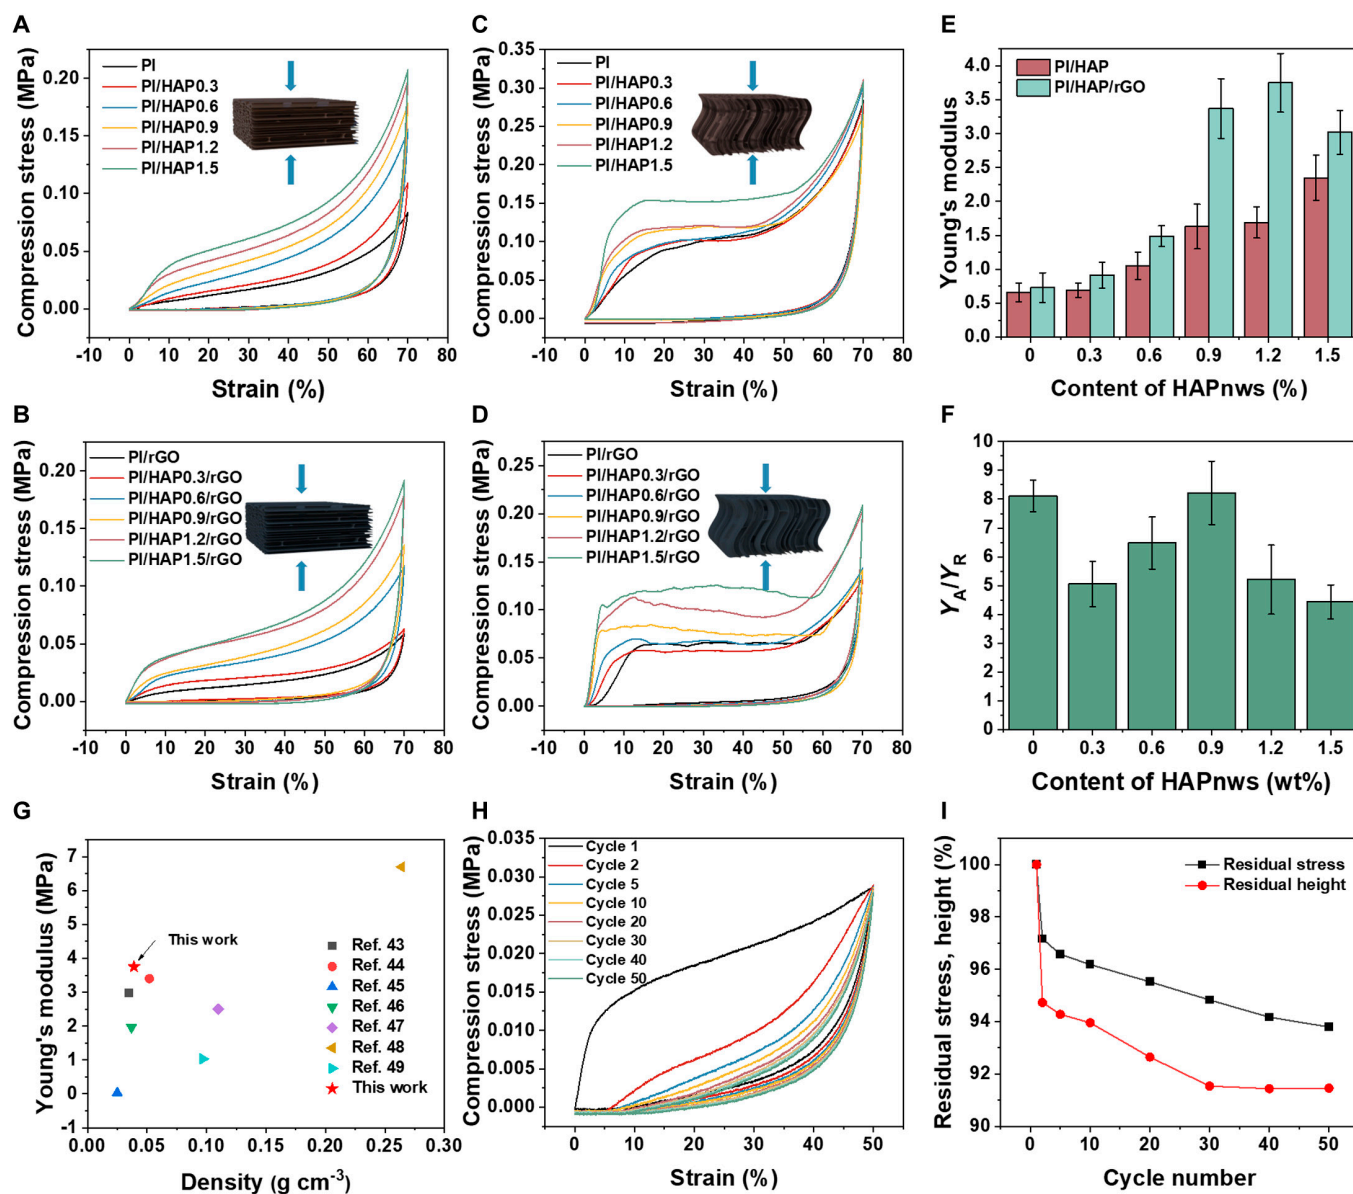 A
Compression stress (MPa)
0.20
0.15
0.10
0.05
0.00
PI
PI/HAP0.3
PI/HAP0.6
PI/HAP0.9
PI/HAP1.2
PI/HAP1.5
-10 0 10 20 30 40 50 60 70 80
Strain (%)
C
Compression stress (MPa)
0.35
0.30
0.25
0.20
0.15
0.10
0.05
0.00
PI
PI/HAP0.3
PI/HAP0.6
PI/HAP0.9
PI/HAP1.2
PI/HAP1.5
-10 0 10 20 30 40 50 60 70 80
Strain (%)
E
Young's modulus
4.0
3.5
3.0
2.5
2.0
1.5
1.0
0.5
0.0
PI/HAP
PI/HAP/rGO
0 0.3 0.6 0.9 1.2 1.5
Content of HAPnws (%)
B
Compression stress (MPa)
0.20
0.15
0.10
0.05
0.00
PI/rGO
PI/HAP0.3/rGO
PI/HAP0.6/rGO
PI/HAP0.9/rGO
PI/HAP1.2/rGO
PI/HAP1.5/rGO
-10 0 10 20 30 40 50 60 70 80
Strain (%)
D
Compression stress (MPa)
0.25
0.20
0.15
0.10
0.05
0.00
PI/rGO
PI/HAP0.3/rGO
PI/HAP0.6/rGO
PI/HAP0.9/rGO
PI/HAP1.2/rGO
PI/HAP1.5/rGO
-10 0 10 20 30 40 50 60 70 80
Strain (%)
F
YA/YR
10
9
8
7
6
5
4
3
2
1
0
0 0.3 0.6 0.9 1.2 1.5
Content of HAPnws (wt%)
G
Young's modulus (MPa)
7
6
5
4
3
2
1
0
-1
This work
Ref. 43
Ref. 44
Ref. 45
Ref. 46
Ref. 47
Ref. 48
Ref. 49
This work
0.00 0.05 0.10 0.15 0.20 0.25 0.30
Density (g cm-3)
H
Compression stress (MPa)
0.035
0.030
0.025
0.020
0.015
0.010
0.005
0.000
Cycle 1
Cycle 2
Cycle 5
Cycle 10
Cycle 20
Cycle 30
Cycle 40
Cycle 50
0 10 20 30 40 50
Strain (%)
I
Residual stress, height (%)
100
98
96
94
92
90
Residual stress
Residual height
0 10 20 30 40 50
Cycle number